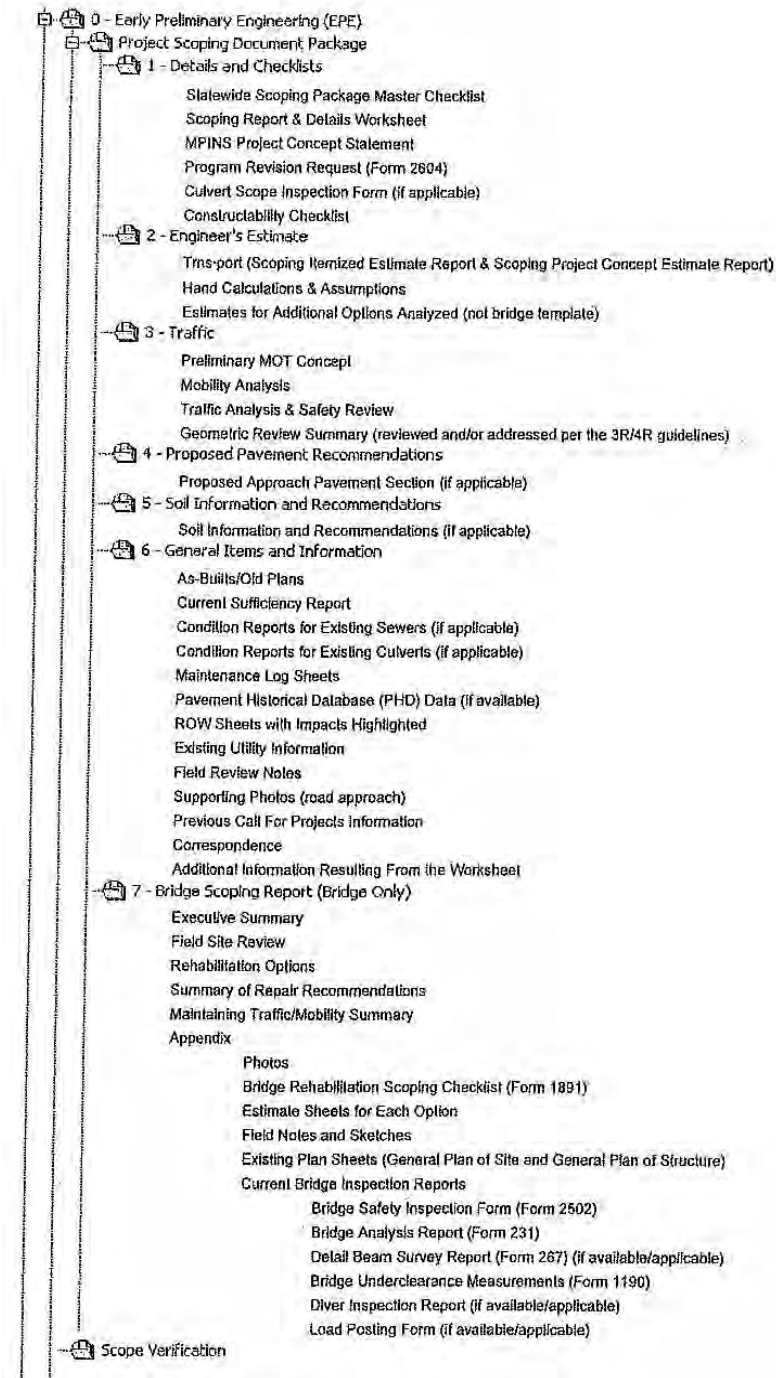 0 - Early Preliminary Engineering (EPE)
Project Scoping Document Package
1 - Details and Checklists
Statewide Scoping Package Master Checklist
Scoping Report & Details Worksheet
MPINS Project Concept Statement
Program Revision Request (Form 2604)
Culvert Scope Inspection Form (if applicable)
Constructability Checklist
2 - Engineer's Estimate
Trns-port (Scoping Itemized Estimate Report & Scoping Project Concept Estimate Report)
Hand Calculations & Assumptions
Estimates for Additional Options Analyzed (not bridge template)
3 - Traffic
Preliminary MOT Concept
Mobility Analysis
Traffic Analysis & Safety Review
Geometric Review Summary (reviewed and/or addressed per the 3R/4R guidelines)
4 - Proposed Pavement Recommendations
Proposed Approach Pavement Section (if applicable)
5 - Soil Information and Recommendations
Soil Information and Recommendations (if applicable)
6 - General Items and Information
As-Builts/Old Plans
Current Sufficiency Report
Condition Reports for Existing Sewers (if applicable)
Condition Reports for Existing Culverts (if applicable)
Maintenance Log Sheets
Pavement Historical Database (PHD) Data (if available)
ROW Sheets with Impacts Highlighted
Existing Utility Information
Field Review Notes
Supporting Photos (road approach)
Previous Call For Projects Information
Correspondence
Additional Information Resulting From the Worksheet
7 - Bridge Scoping Report (Bridge Only)
Executive Summary
Field Site Review
Rehabilitation Options
Summary of Repair Recommendations
Maintaining Traffic/Mobility Summary
Appendix
Photos
Bridge Rehabilitation Scoping Checklist (Form 1891)
Estimate Sheets for Each Option
Field Notes and Sketches
Existing Plan Sheets (General Plan of Site and General Plan of Structure)
Current Bridge Inspection Reports
Bridge Safety Inspection Form (Form 2502)
Bridge Analysis Report (Form 231)
Detail Beam Survey Report (Form 267) (if available/applicable)
Bridge Underclearance Measurements (Form 1190)
Diver Inspection Report (if available/applicable)
Load Posting Form (if available/applicable)
Scope Verification